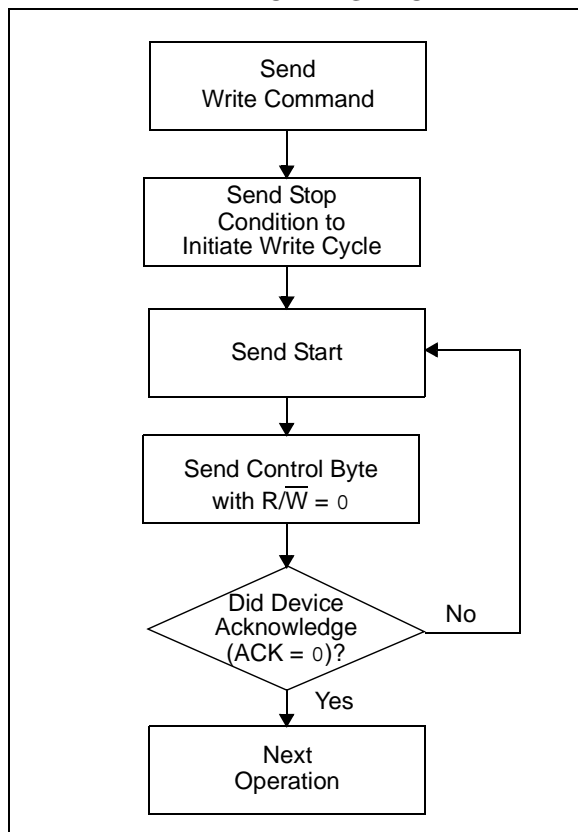 Send
Write Command
Send Stop
Condition to
Initiate Write Cycle
Send Start
Send Control Byte
with R/W̅ = 0
Did Device
Acknowledge
(ACK = 0)?
No
Yes
Next
Operation